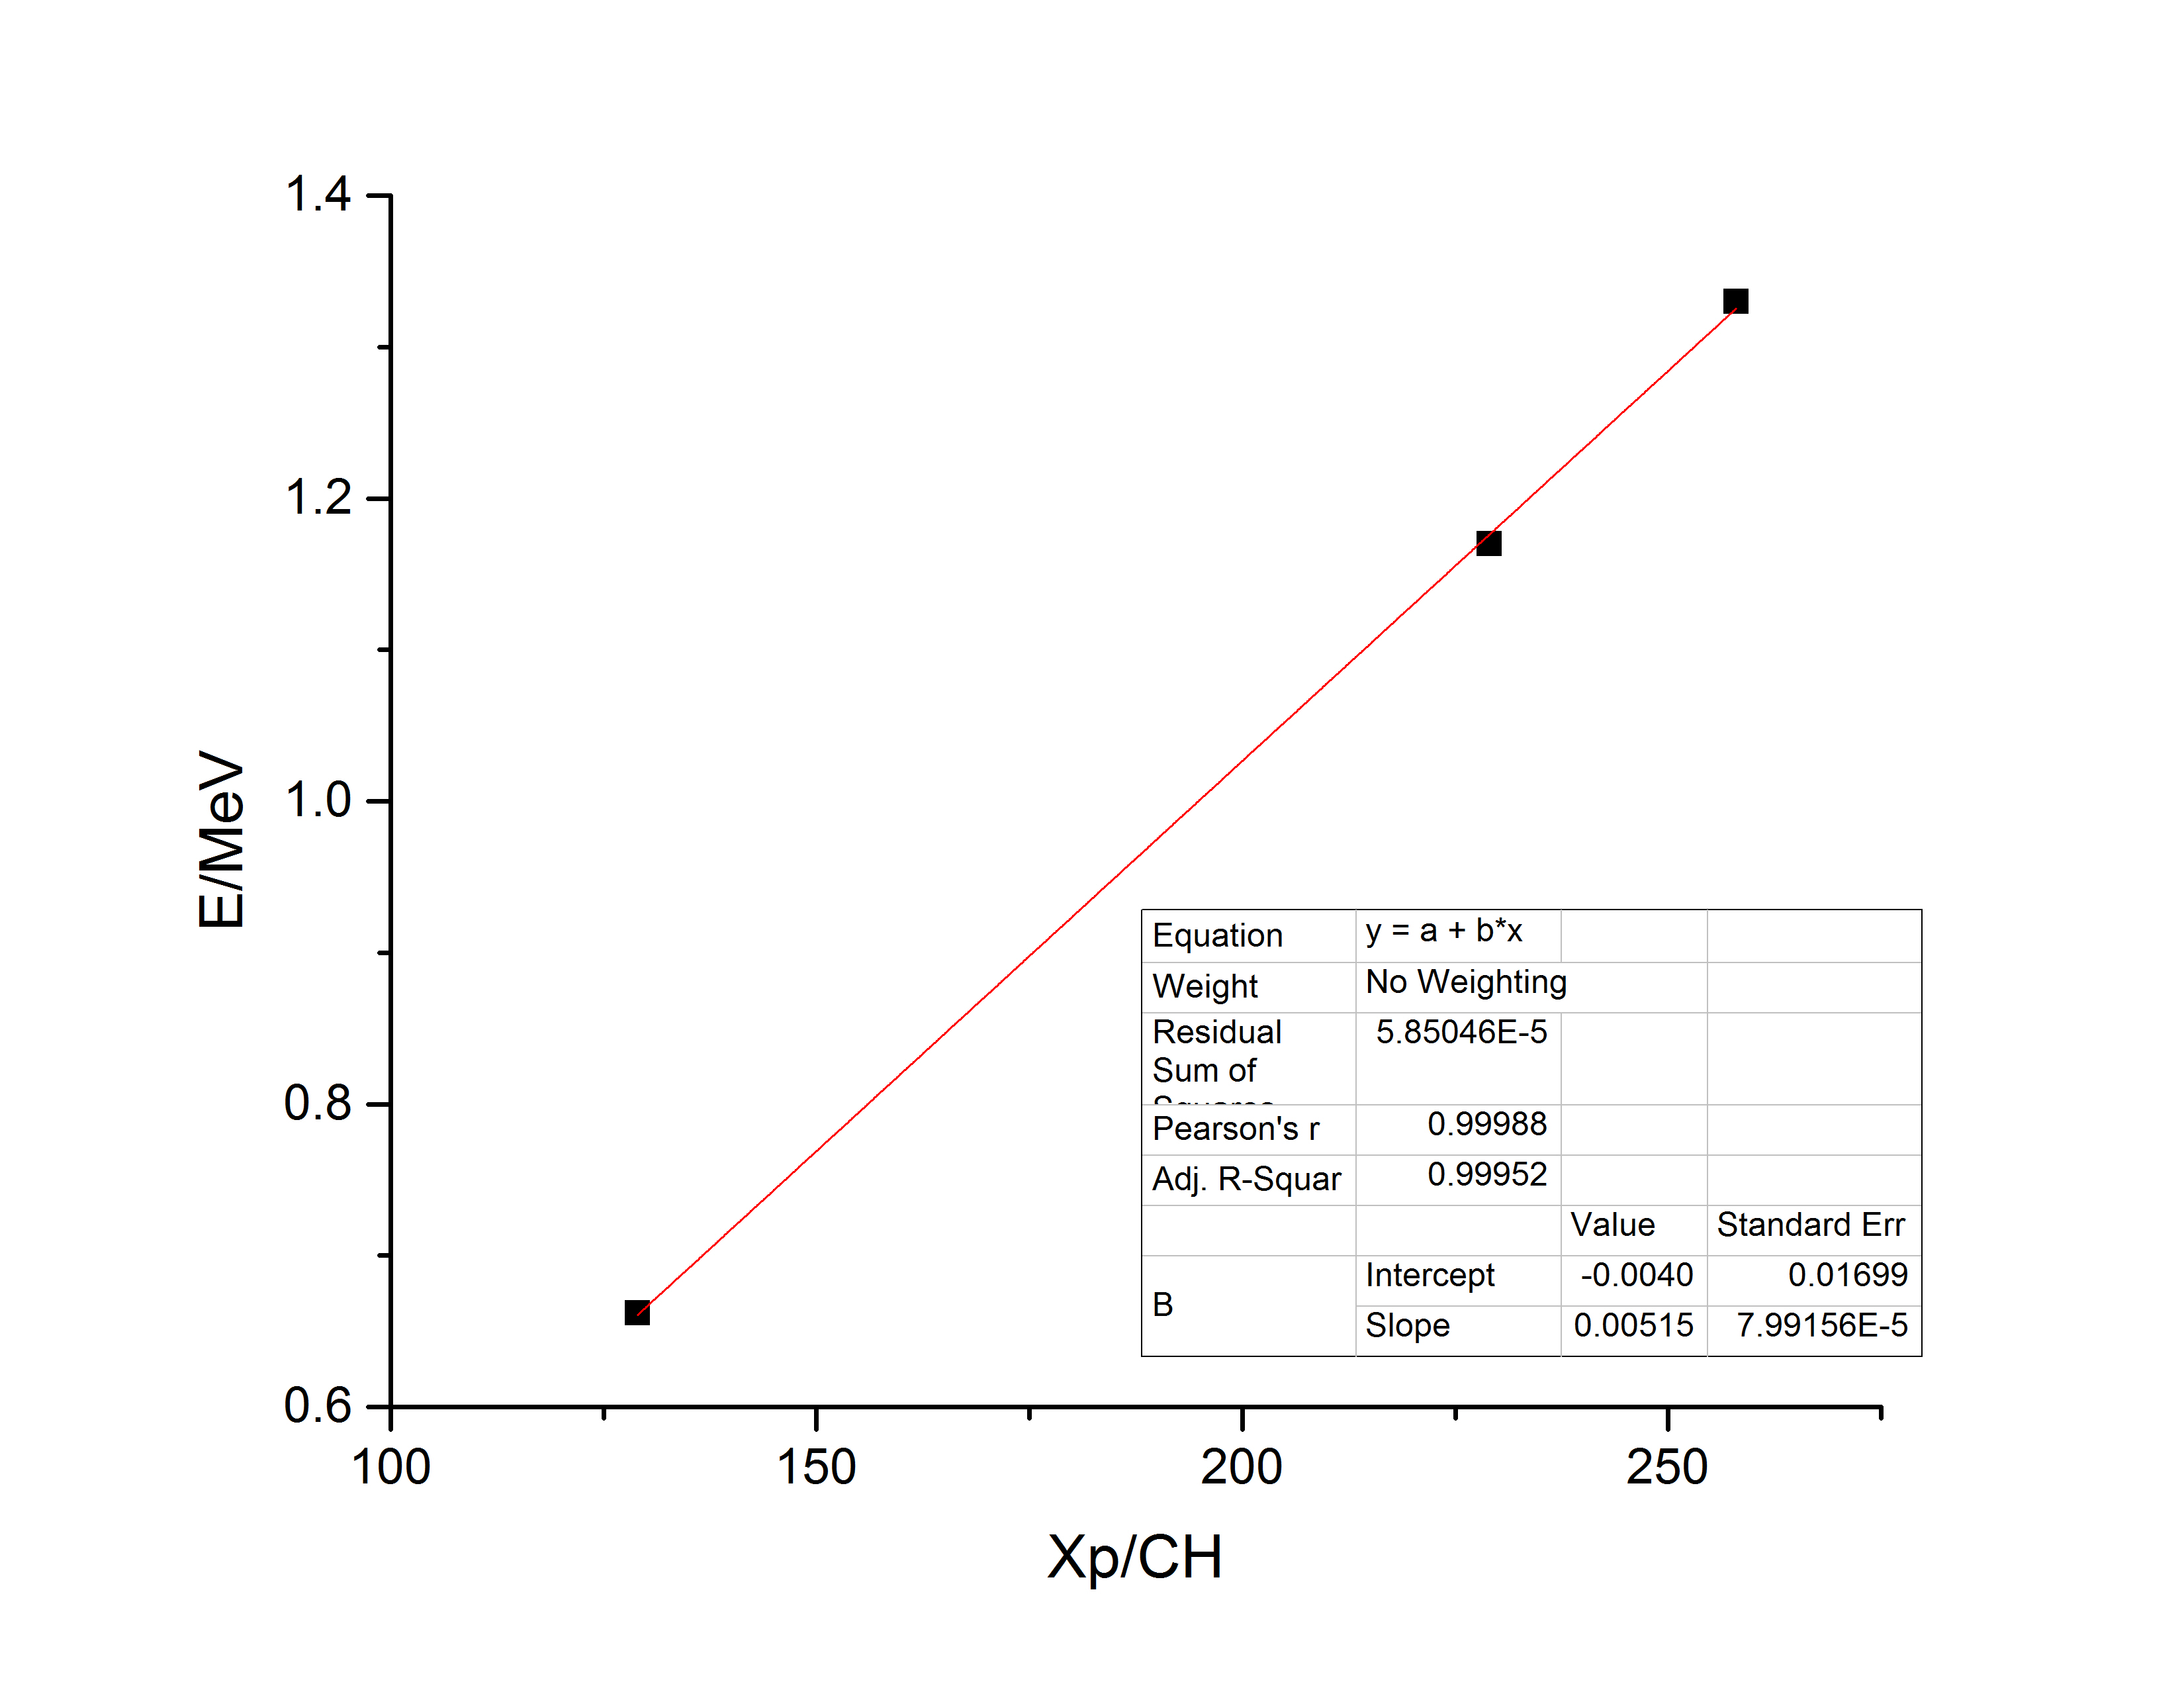 1.4
1.2
1.0
0.8
0.6
E/MeV
100 150 200 250
Xp/CH
Equation y = a + b*x
Weight No Weighting
Residual 5.85046E-5
Sum of
Pearson's r 0.99988
Adj. R-Squar 0.99952
Value Standard Err
B
Intercept -0.0040 0.01699
Slope 0.00515 7.99156E-5